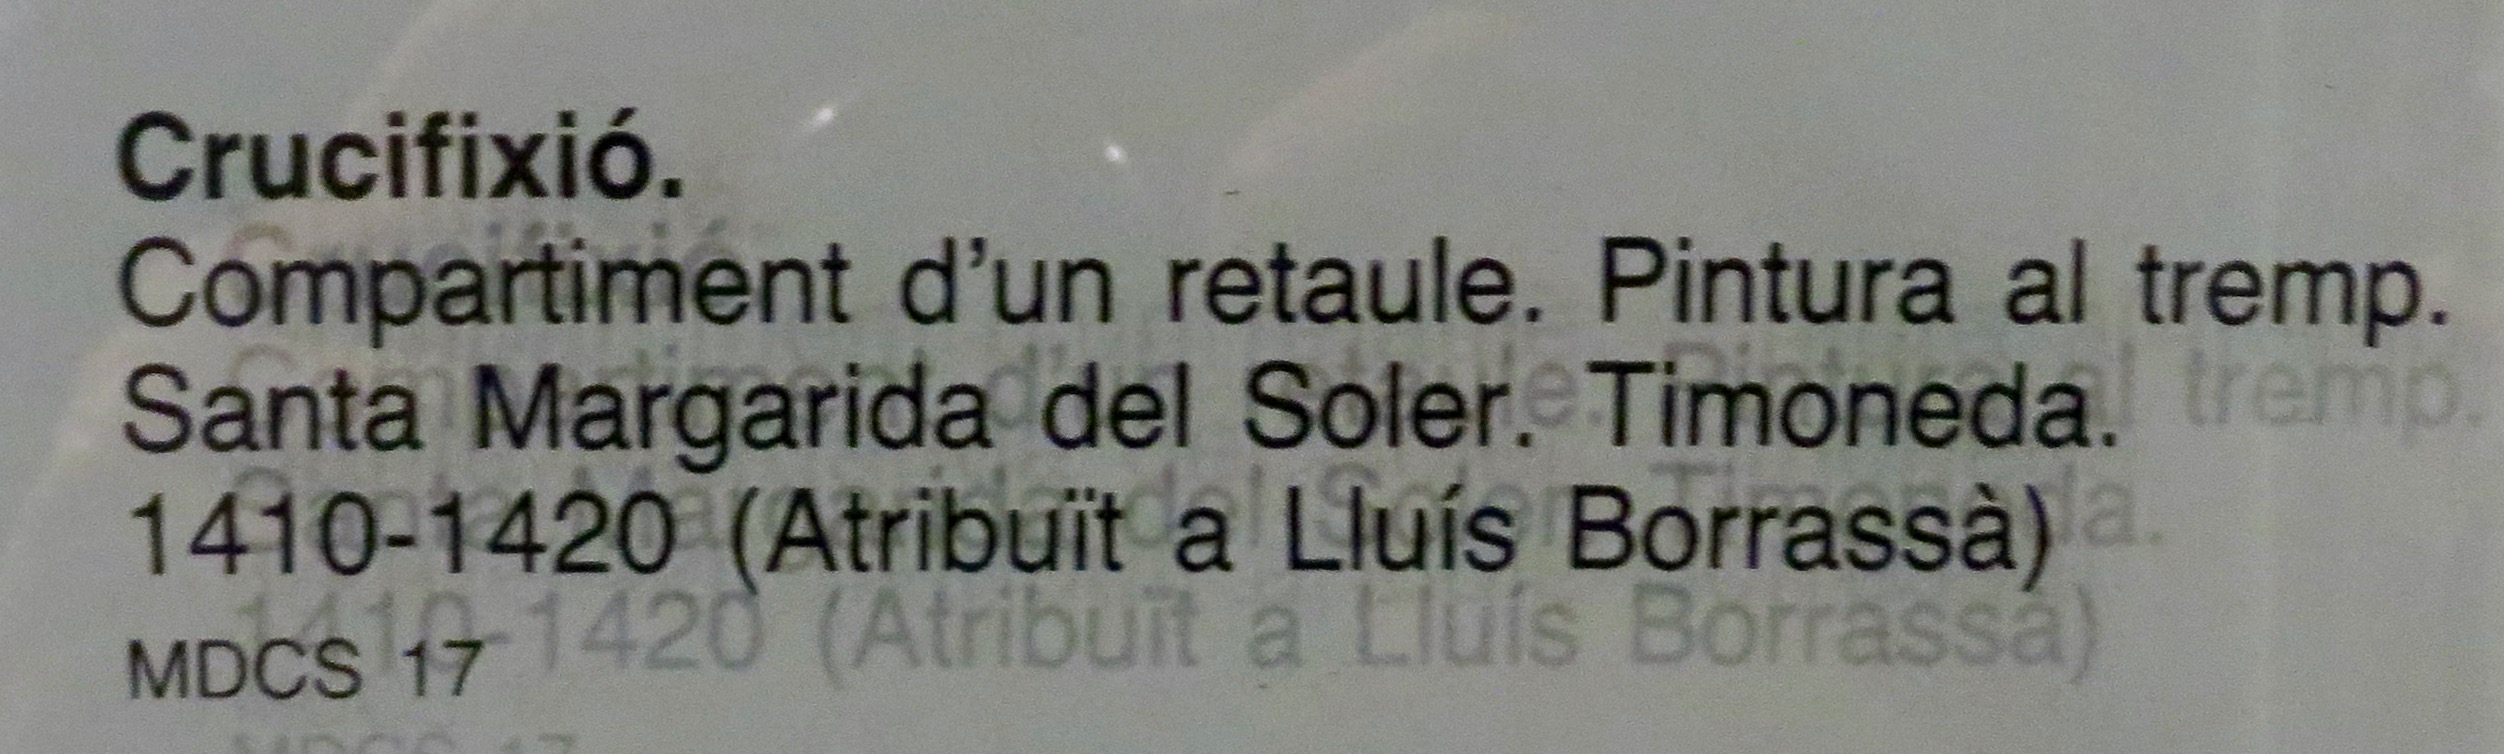 Crucifixió.
Compartiment d'un retaule. Pintura al tremp.
Santa Margarida del Soler. Timoneda.
1410-1420 (Atribuït a Lluís Borrassà)
MDCS 17